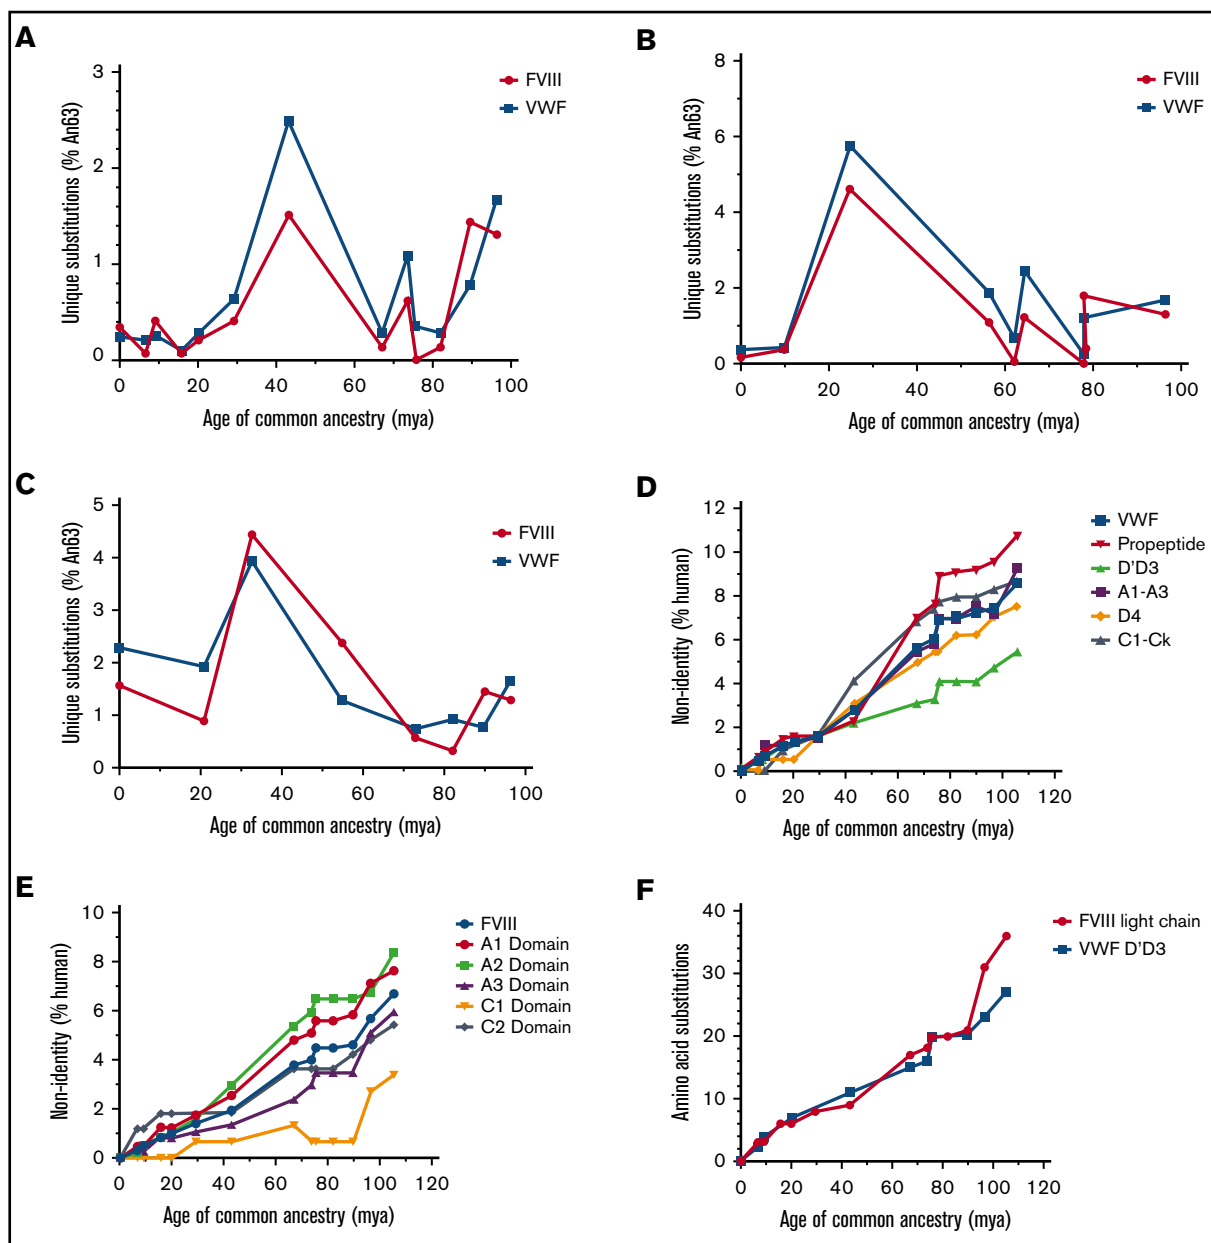 A
Unique substitutions (% An63)
3
2
1
0
0 20 40 60 80 100
Age of common ancestry (mya)
FVIII
VWF
B
Unique substitutions (% An63)
8
6
4
2
0
0 20 40 60 80 100
Age of common ancestry (mya)
FVIII
VWF
C
Unique substitutions (% An63)
5
4
3
2
1
0
0 20 40 60 80 100
Age of common ancestry (mya)
FVIII
VWF
D
Non-identity (% human)
12
10
8
6
4
2
0
0 20 40 60 80 100 120
Age of common ancestry (mya)
VWF
Propeptide
D'D3
A1-A3
D4
C1-Ck
E
Non-identity (% human)
10
8
6
4
2
0
0 20 40 60 80 100 120
Age of common ancestry (mya)
FVIII
A1 Domain
A2 Domain
A3 Domain
C1 Domain
C2 Domain
F
Amino acid substitutions
40
30
20
10
0
0 20 40 60 80 100 120
Age of common ancestry (mya)
FVIII light chain
VWF D'D3